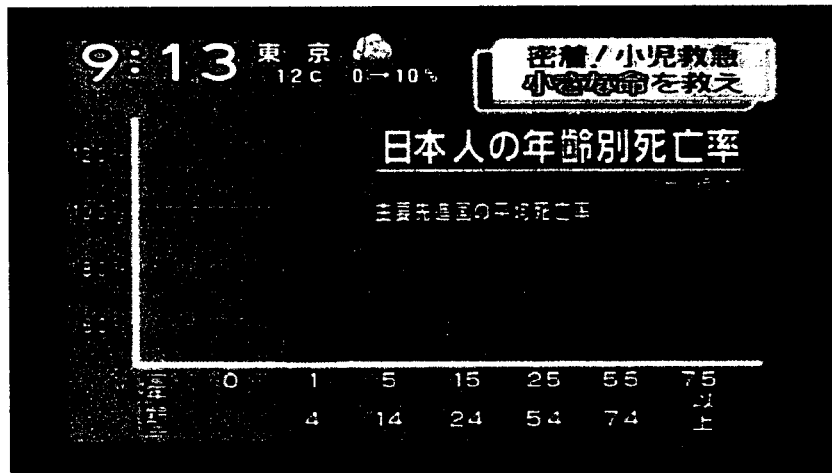 9:13
東京
12c 0→10%
密着!小児救急
小さな命を救え
日本人の年齢別死亡率
主要先進国の平均死亡率
100
80
0 1 5 15 25 55 75
以上
4 14 24 54 74